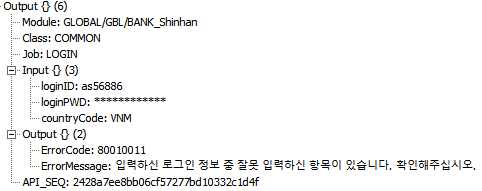 Output {} (6)
Module: GLOBAL/GBL/BANK_Shinhan
Class: COMMON
Job: LOGIN
Input {} (3)
loginID: as56886
loginPWD: ************
countryCode: VNM
Output {} (2)
ErrorCode: 80010011
ErrorMessage: 입력하신 로그인 정보 중 잘못 입력하신 항목이 있습니다. 확인해주십시오.
API_SEQ: 2428a7ee8bb06cf57277bd10332c1d4f